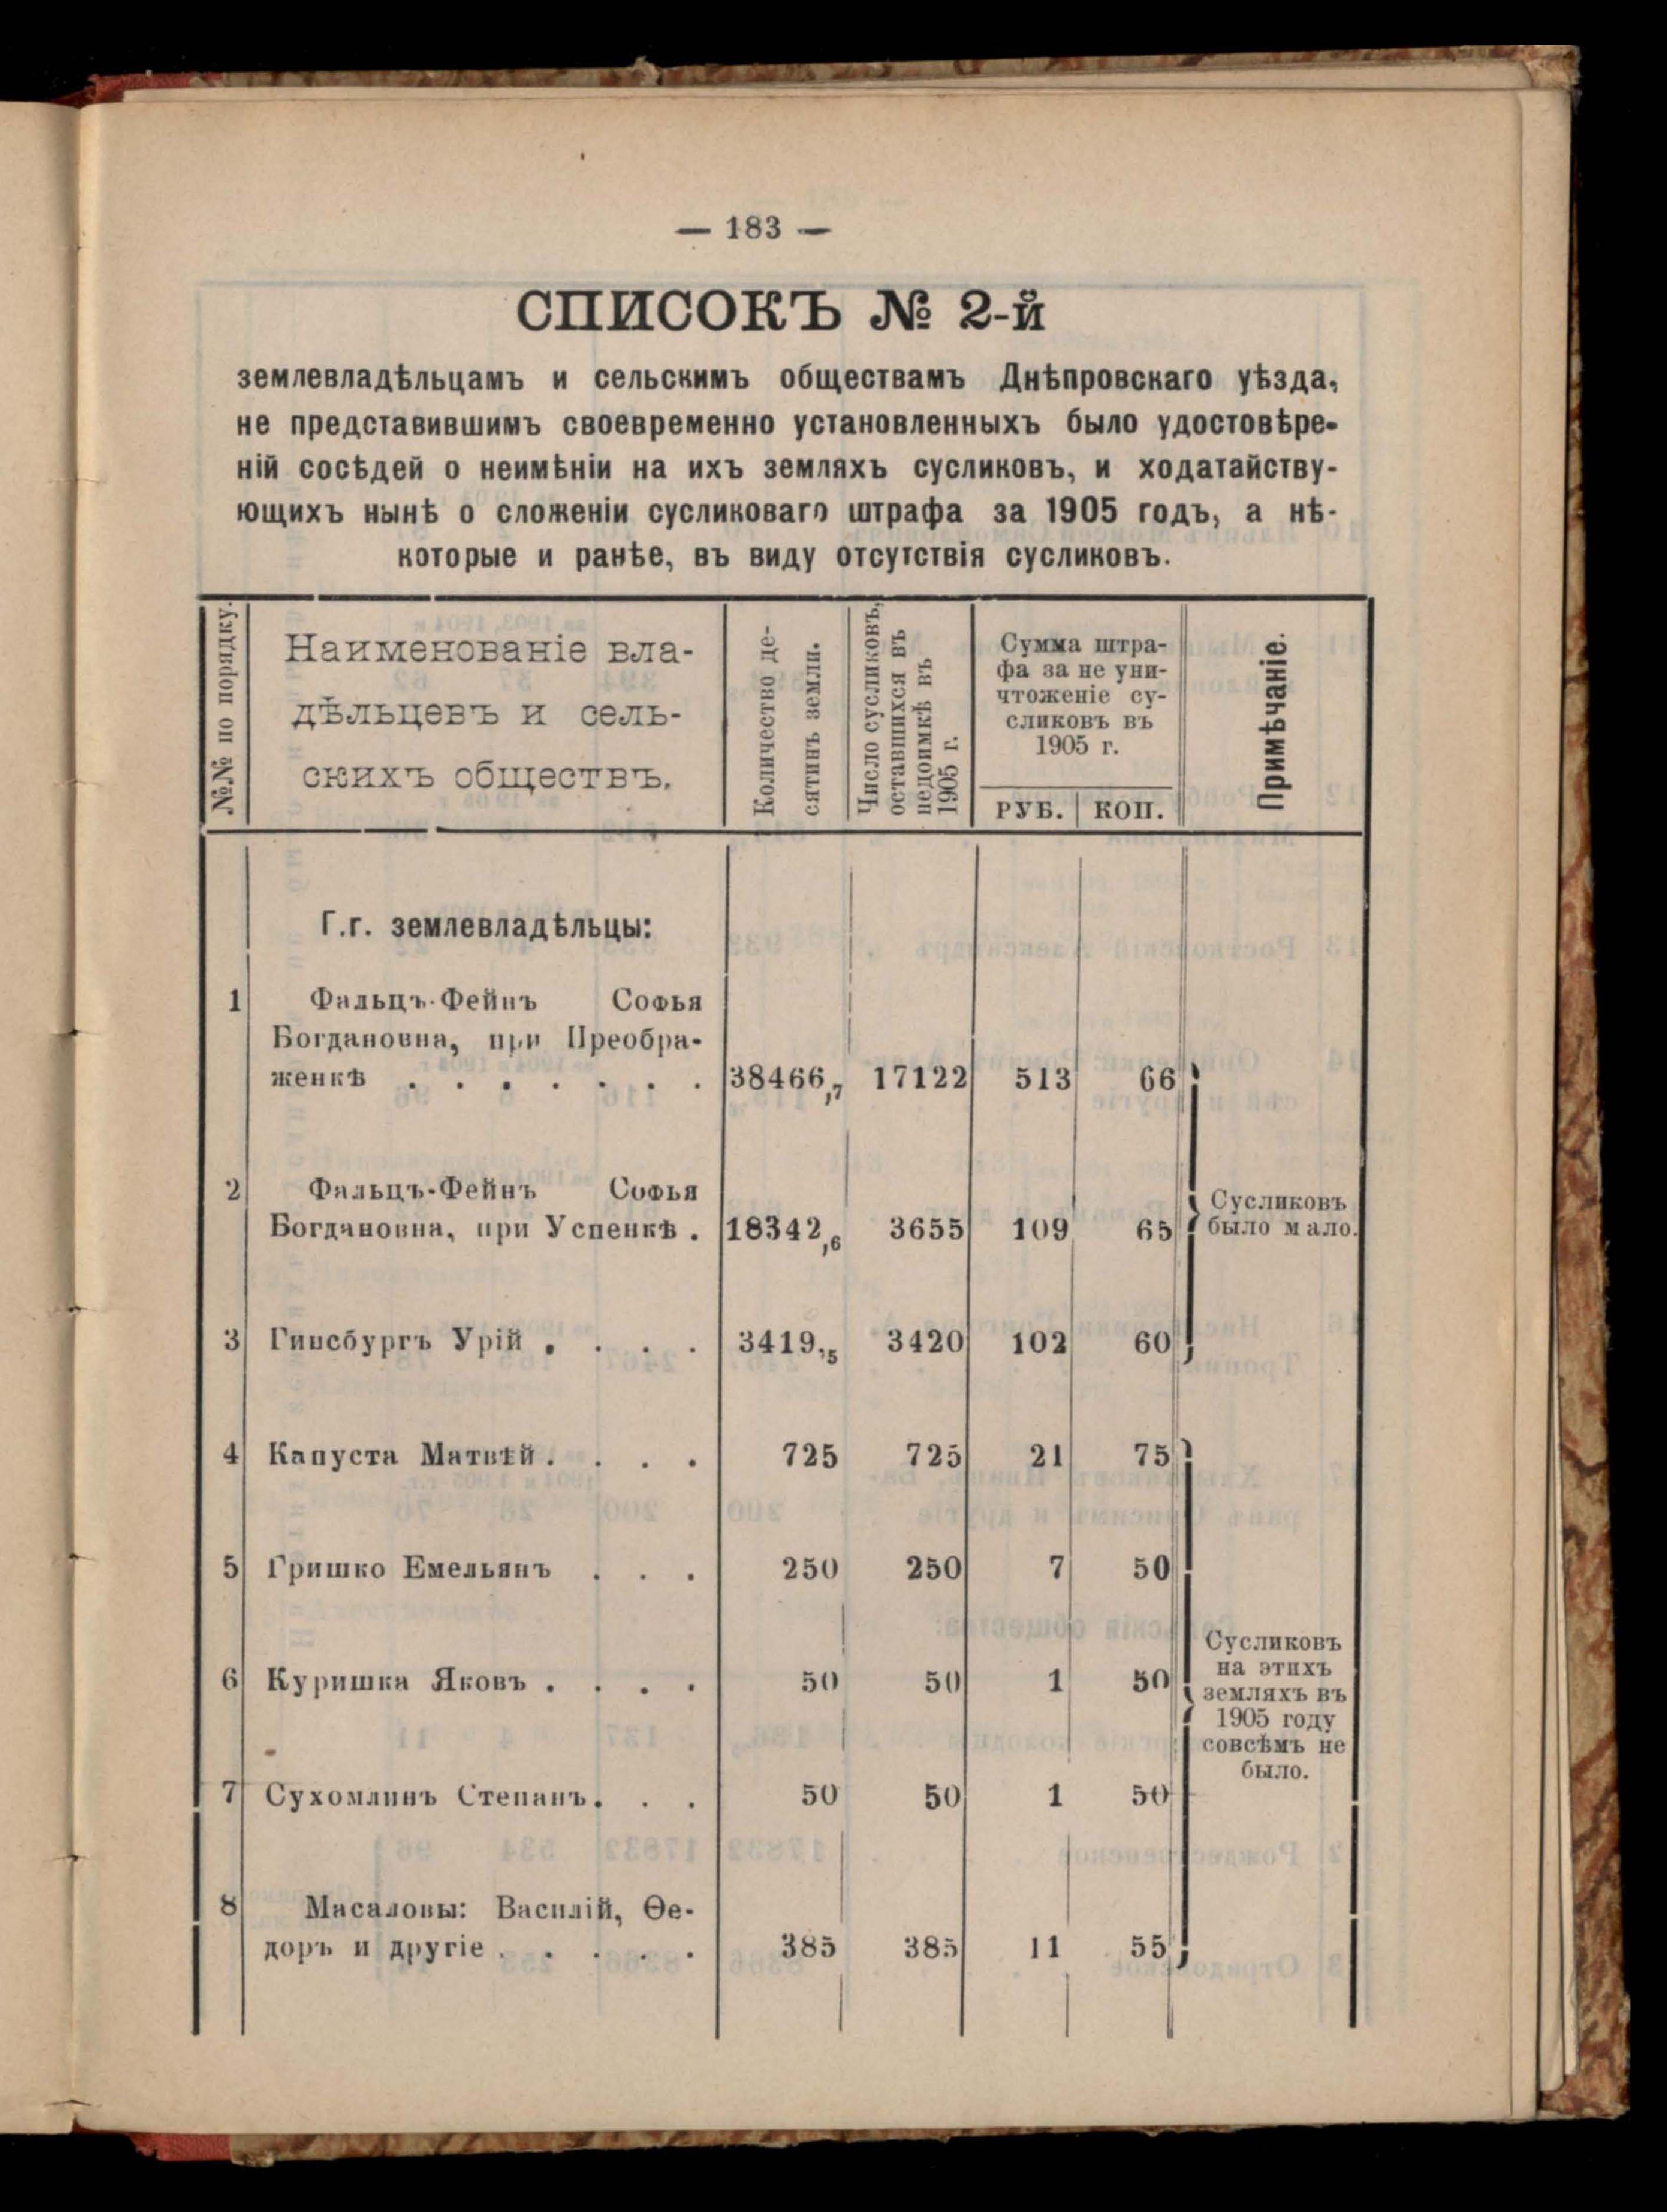 — 183 —
СПИСОКЪ № 2-й
землевладѣльцамъ и сельскимъ обществамъ Днѣпровскаго уѣзда,
не представившимъ своевременно установленныхъ было удостовѣре-
ній сосѣдей о неимѣніи на ихъ земляхъ сусликовъ, и ходатайству-
ющихъ нынѣ о сложеніи сусликоваго штрафа за 1905 годъ, а нѣ-
которые и ранѣе, въ виду отсутствія сусликовъ.
№№ по порядку.
Наименованіе вла-
дѣльцевъ и сель-
скихъ обществъ.
Количество де-
сятинъ земли.
Число сусликовъ,
оставшихся въ
недоимкѣ въ
1905 г.
Сумма штра-
фа за не уни-
чтоженіе су-
сликовъ въ
1905 г.
РУБ. КОП.
Примѣчаніе.
Г.г. землевладѣльцы:
1 Фальцъ-Фейнъ Софья
Богдановна, при Преобра-
женкѣ . . . . . . . 38466,7 17122 513 66
2 Фальцъ-Фейнъ Софья
Богдановна, при Успенкѣ . 18342,6 3655 109 65
Сусликовъ
было мало.
3 Гинсбургъ Урій . . . . 3419,5 3420 102 60
4 Капуста Матвѣй . . . . 725 725 21 75
5 Гришко Емельянъ . . . 250 250 7 50
6 Куришка Яковъ . . . . 50 50 1 50
Сусликовъ
на этихъ
земляхъ въ
1905 году
совсѣмъ не
было.
7 Сухомлинъ Степанъ . . . 50 50 1 50
8 Масаловы: Василій, Ѳе-
доръ и другіе . . . . . 385 385 11 55